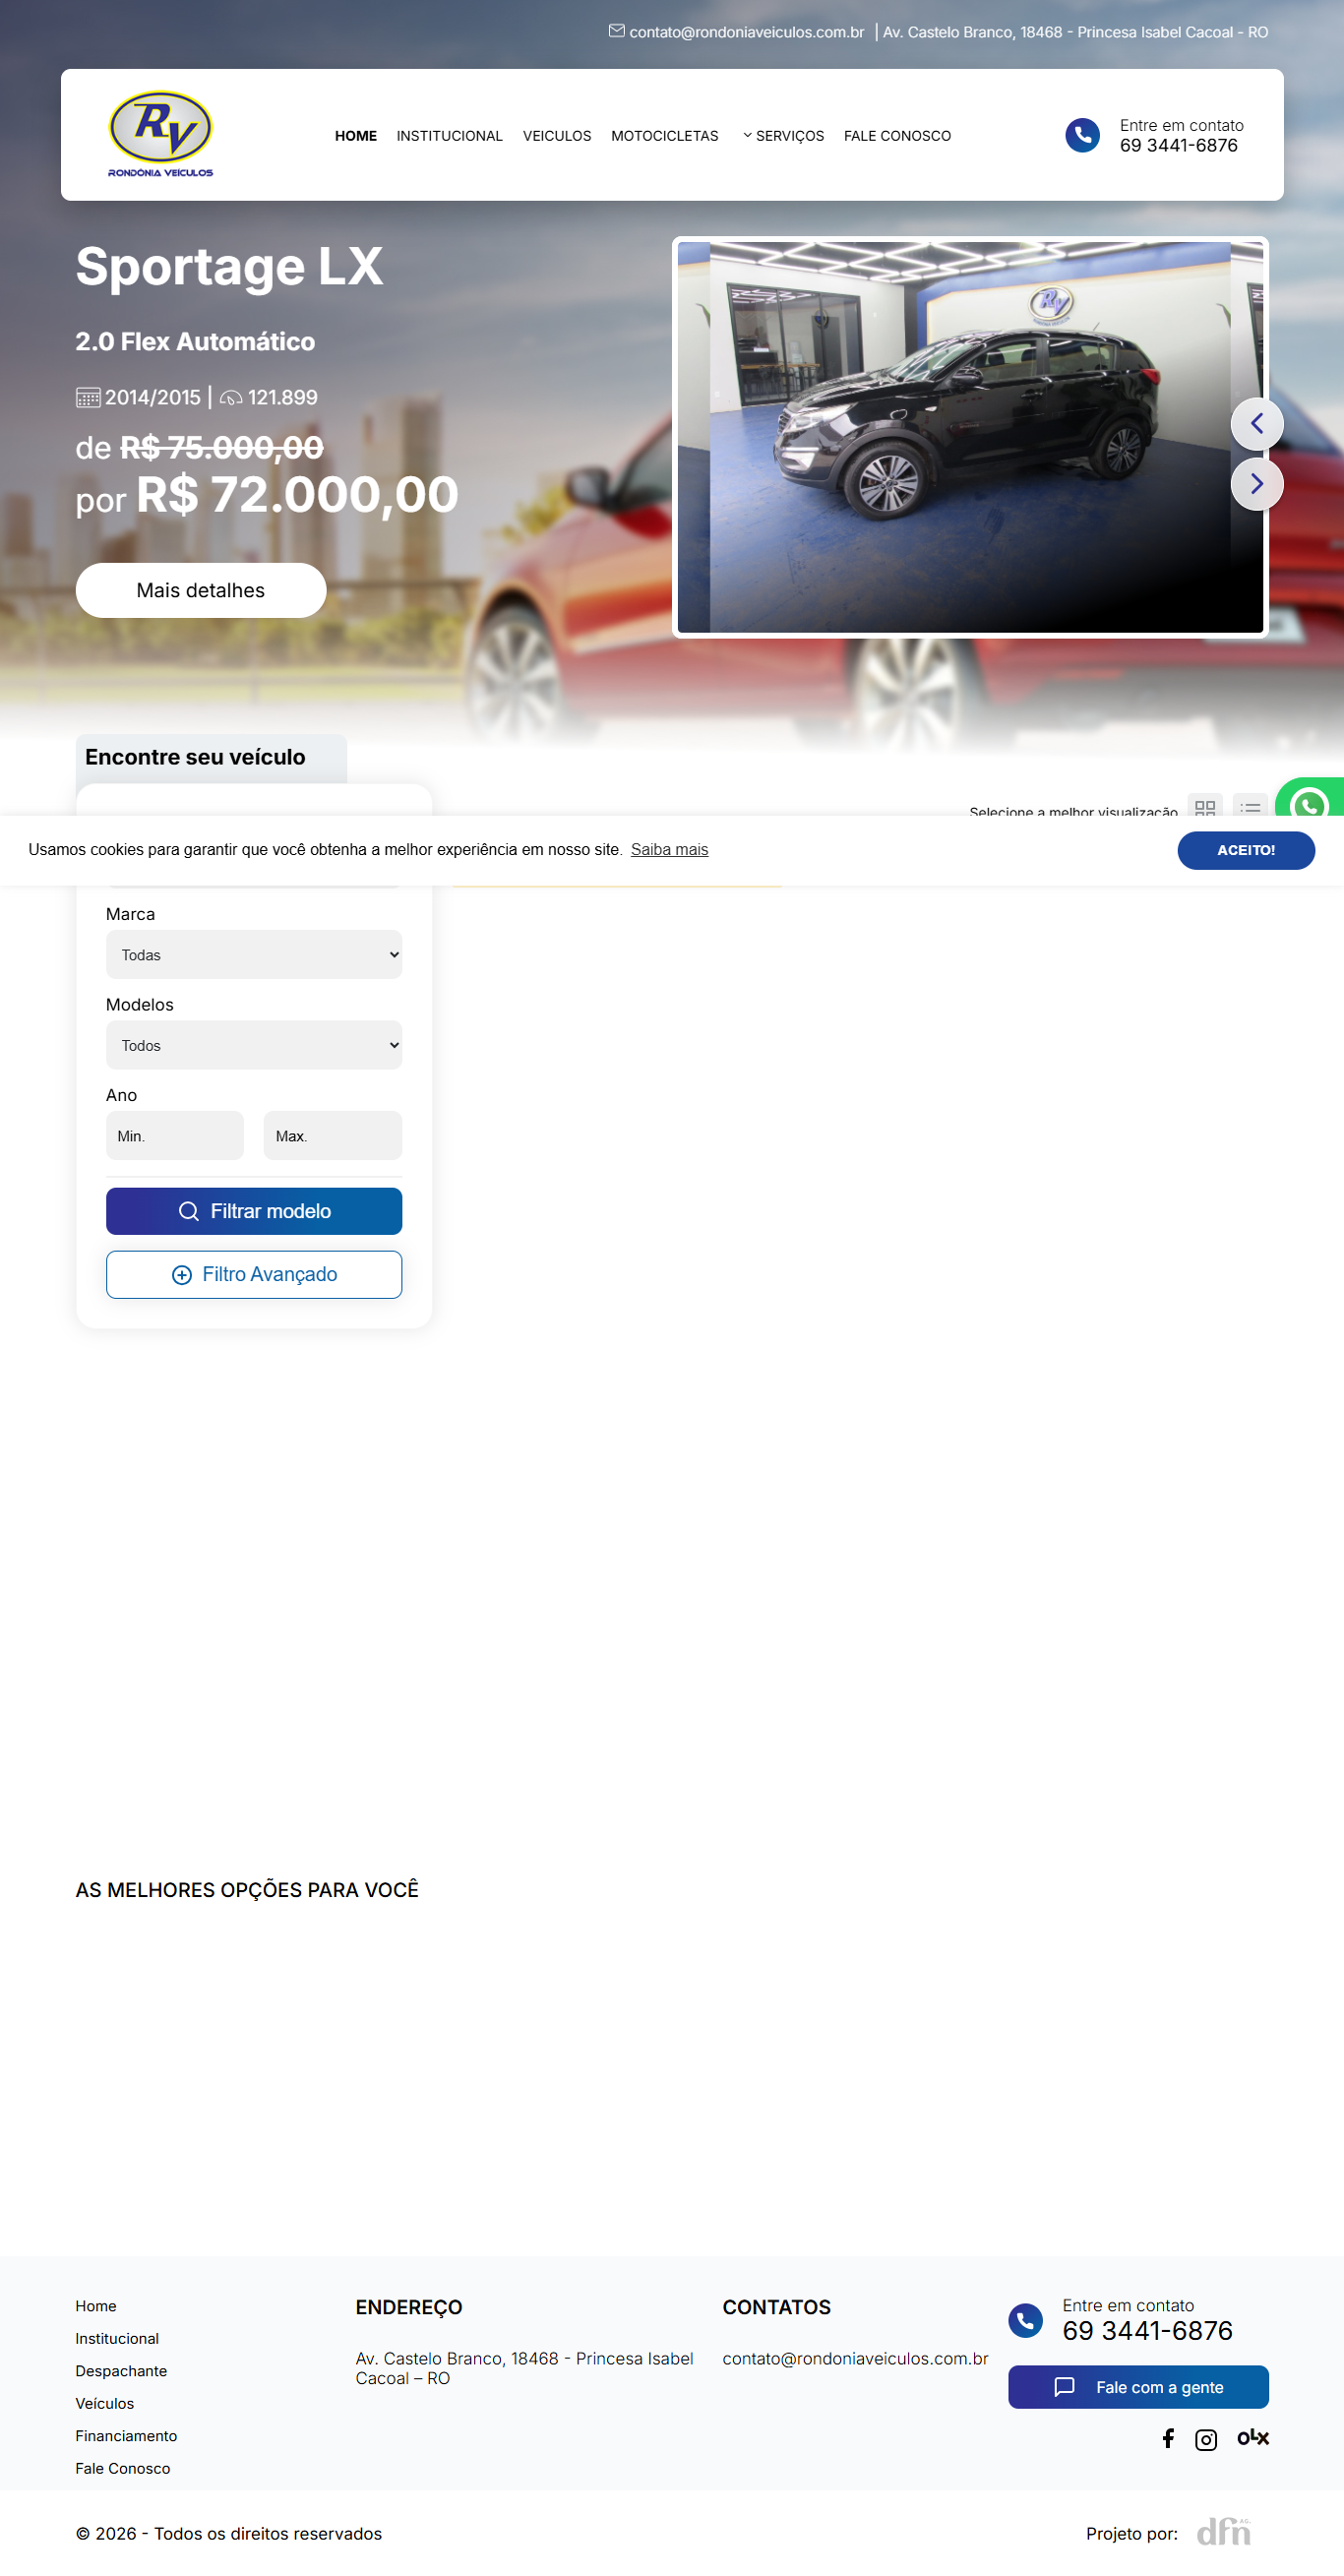 contato@rondoniaveiculos.com.br | Av. Castelo Branco, 18468 - Princesa Isabel Cacoal - RO
RV
RONDÔNIA VEÍCULOS
HOME INSTITUCIONAL VEICULOS MOTOCICLETAS SERVIÇOS FALE CONOSCO
Entre em contato
69 3441-6876
Sportage LX
2.0 Flex Automático
2014/2015 | 121.899
de R$ 75.000,00
por R$ 72.000,00
Mais detalhes
RV
Encontre seu veículo
Selecione a melhor visualização
Usamos cookies para garantir que você obtenha a melhor experiência em nosso site. Saiba mais
ACEITO!
Marca
Todas
Modelos
Todos
Ano
Min. Max.
Filtrar modelo
Filtro Avançado
AS MELHORES OPÇÕES PARA VOCÊ
Home
Institucional
Despachante
Veículos
Financiamento
Fale Conosco
ENDEREÇO
Av. Castelo Branco, 18468 - Princesa Isabel
Cacoal – RO
CONTATOS
contato@rondoniaveiculos.com.br
Entre em contato
69 3441-6876
Fale com a gente
OLX
© 2026 - Todos os direitos reservados
Projeto por: dfn